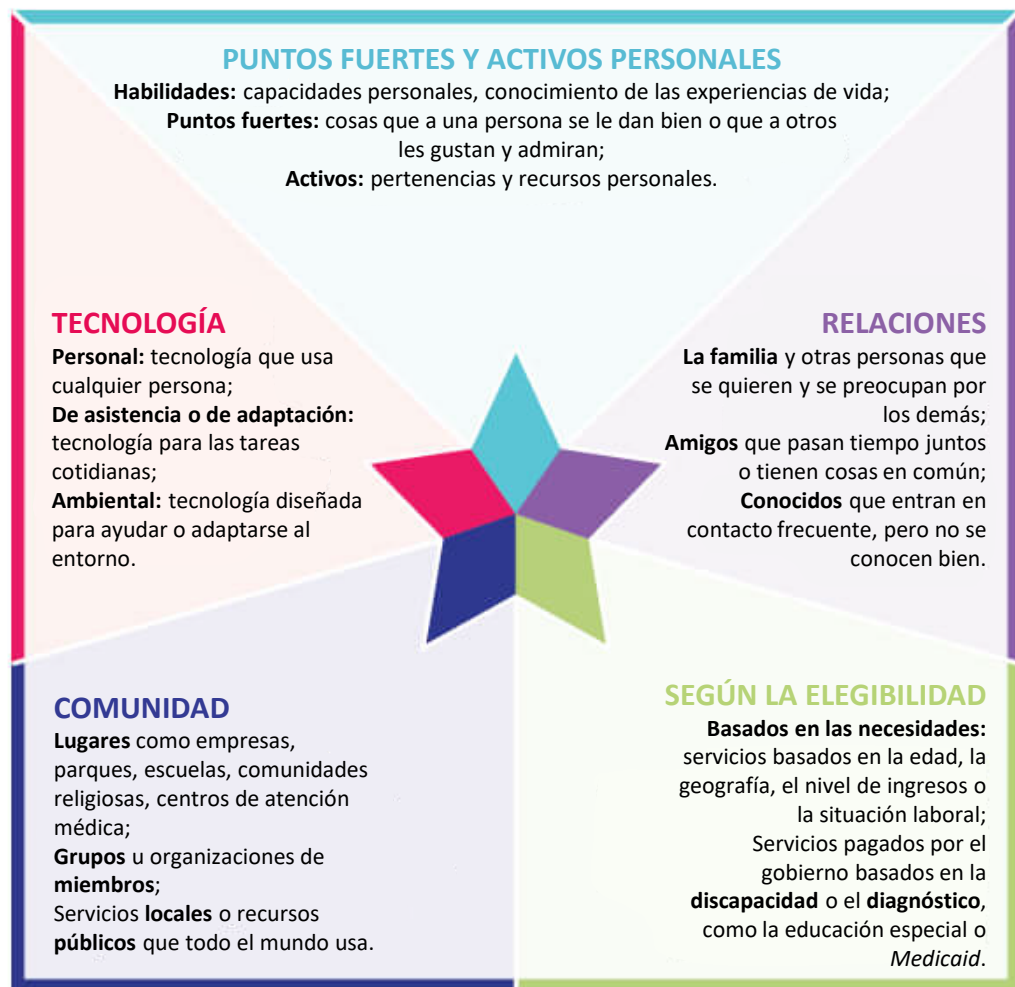 PUNTOS FUERTES Y ACTIVOS PERSONALES
Habilidades: capacidades personales, conocimiento de las experiencias de vida;
Puntos fuertes: cosas que a una persona se le dan bien o que a otros
les gustan y admiran;
Activos: pertenencias y recursos personales.
TECNOLOGÍA
Personal: tecnología que usa
cualquier persona;
De asistencia o de adaptación:
tecnología para las tareas
cotidianas;
Ambiental: tecnología diseñada
para ayudar o adaptarse al
entorno.
RELACIONES
La familia y otras personas que
se quieren y se preocupan por
los demás;
Amigos que pasan tiempo juntos
o tienen cosas en común;
Conocidos que entran en
contacto frecuente, pero no se
conocen bien.
COMUNIDAD
Lugares como empresas,
parques, escuelas, comunidades
religiosas, centros de atención
médica;
Grupos u organizaciones de
miembros;
Servicios locales o recursos
públicos que todo el mundo usa.
SEGÚN LA ELEGIBILIDAD
Basados en las necesidades:
servicios basados en la edad, la
geografía, el nivel de ingresos o
la situación laboral;
Servicios pagados por el
gobierno basados en la
discapacidad o el diagnóstico,
como la educación especial o
Medicaid.